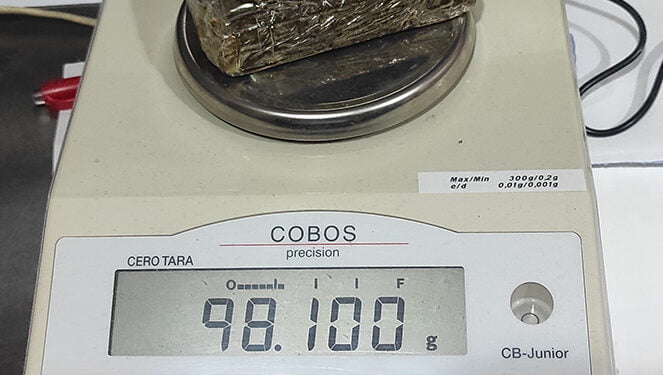 Max/Min 300g/0,2g
e/d 0,01g/0,001g
COBOS
precision
CERO TARA
O I I F
98.100 g
CB-Junior